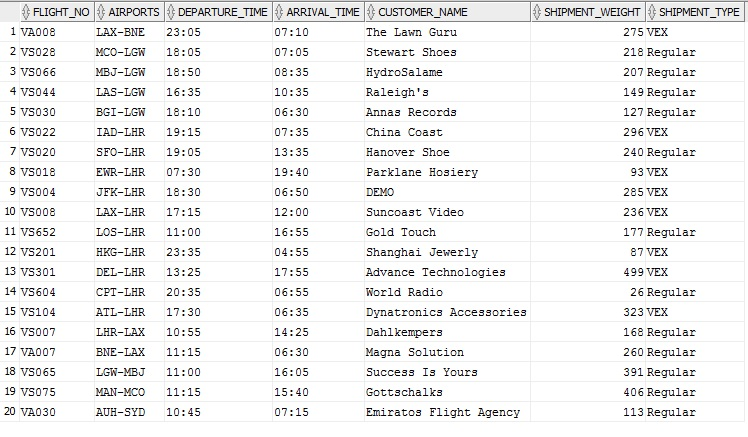 FLIGHT_NO AIRPORTS DEPARTURE_TIME ARRIVAL_TIME CUSTOMER_NAME SHIPMENT_WEIGHT SHIPMENT_TYPE
1 VA008 LAX-BNE 23:05 07:10 The Lawn Guru 275 VEX
2 VS028 MCO-LGW 18:05 07:05 Stewart Shoes 218 Regular
3 VS066 MBJ-LGW 18:50 08:35 HydroSalame 207 Regular
4 VS044 LAS-LGW 16:35 10:35 Raleigh's 149 Regular
5 VS030 BGI-LGW 18:10 06:30 Annas Records 127 Regular
6 VS022 IAD-LHR 19:15 07:35 China Coast 296 VEX
7 VS020 SFO-LHR 19:05 13:35 Hanover Shoe 240 Regular
8 VS018 EWR-LHR 07:30 19:40 Parklane Hosiery 93 VEX
9 VS004 JFK-LHR 18:30 06:50 DEMO 285 VEX
10 VS008 LAX-LHR 17:15 12:00 Suncoast Video 236 VEX
11 VS652 LOS-LHR 11:00 16:55 Gold Touch 177 Regular
12 VS201 HKG-LHR 23:35 04:55 Shanghai Jewerly 87 VEX
13 VS301 DEL-LHR 13:25 17:55 Advance Technologies 499 VEX
14 VS604 CPT-LHR 20:35 06:55 World Radio 26 Regular
15 VS104 ATL-LHR 17:30 06:35 Dynatronics Accessories 323 VEX
16 VS007 LHR-LAX 10:55 14:25 Dahlkempers 168 Regular
17 VA007 BNE-LAX 11:15 06:30 Magna Solution 260 Regular
18 VS065 LGW-MBJ 11:00 16:05 Success Is Yours 391 Regular
19 VS075 MAN-MCO 11:15 15:40 Gottschalks 406 Regular
20 VA030 AUH-SYD 10:45 07:15 Emiratos Flight Agency 113 Regular